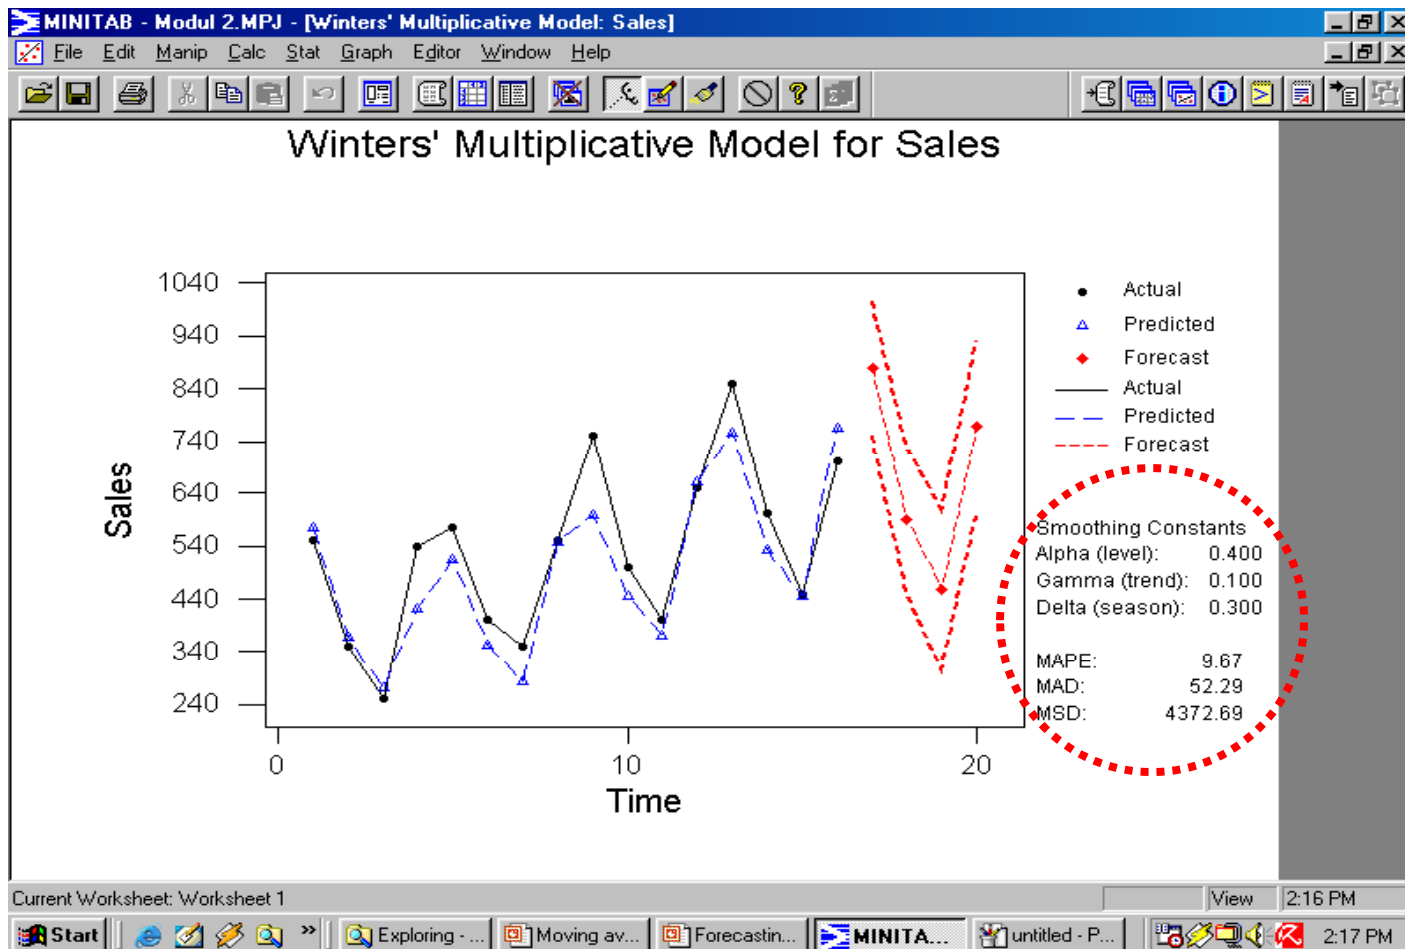 MINITAB - Modul 2.MPJ - [Winters' Multiplicative Model: Sales]
File Edit Manip Calc Stat Graph Editor Window Help
Winters' Multiplicative Model for Sales
1040
940
840
740
640
540
440
340
240
Sales
0 10 20
Time
Actual
Predicted
Forecast
Actual
Predicted
Forecast
Smoothing Constants
Alpha (level): 0.400
Gamma (trend): 0.100
Delta (season): 0.300
MAPE: 9.67
MAD: 52.29
MSD: 4372.69
Current Worksheet: Worksheet 1 View 2:16 PM
Start » Exploring - ... Moving av... Forecastin... MINITA... untitled - P... 2:17 PM